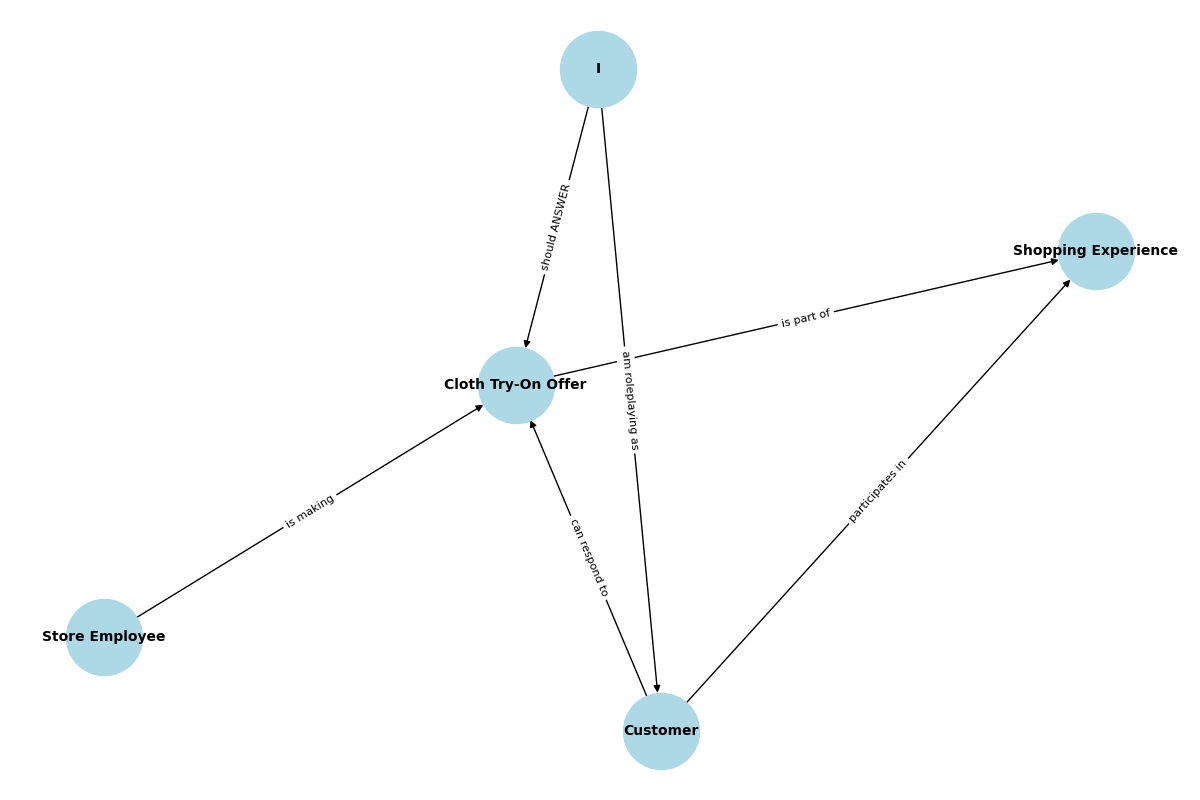 I
should ANSWER
Shopping Experience
is part of
am roleplaying as
Cloth Try-On Offer
participates in
is making
can respond to
Store Employee
Customer